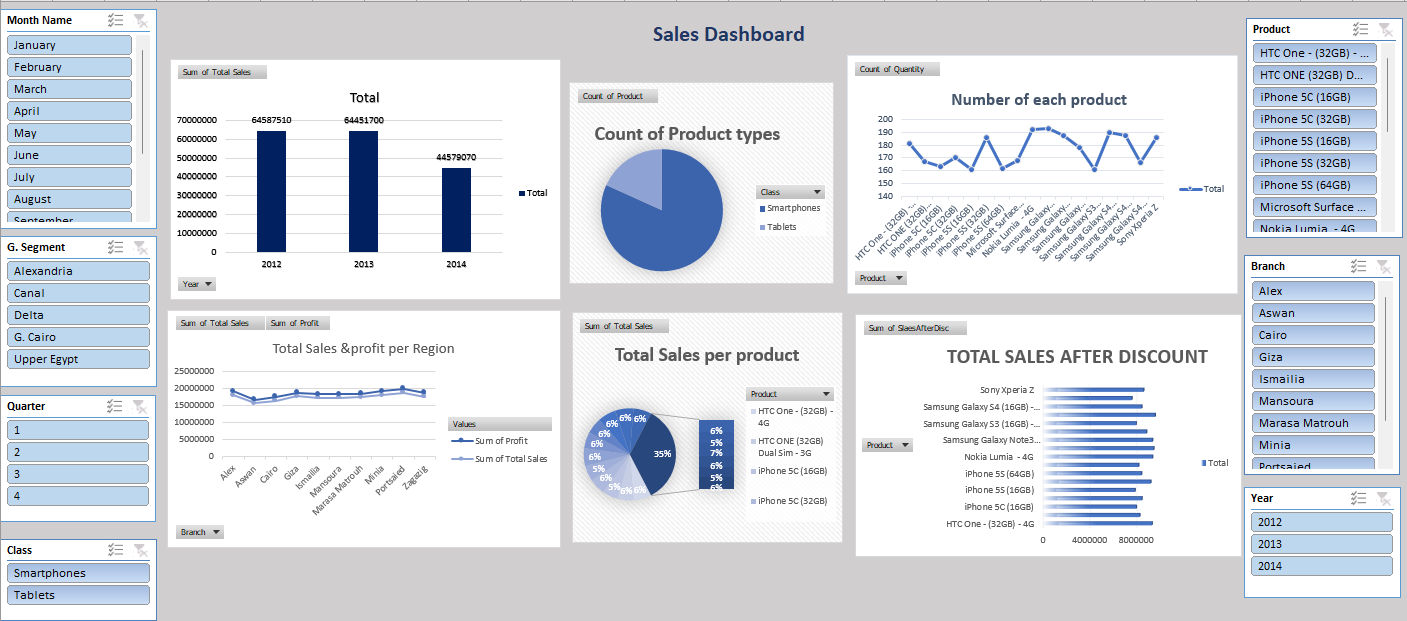 Sales Dashboard
Month Name
January
February
March
April
May
June
July
August
September
G. Segment
Alexandria
Canal
Delta
G. Cairo
Upper Egypt
Quarter
1
2
3
4
Class
Smartphones
Tablets
Sum of Total Sales
Total
70000000
60000000
50000000
40000000
30000000
20000000
10000000
0
64587510
64451700
44579070
2012
2013
2014
Total
Year
Count of Product
Count of Product types
Class
Smartphones
Tablets
Count of Quantity
Number of each product
200
190
180
170
160
150
140
HTC One - (32GB) -...
HTC ONE (32GB)...
iPhone 5C (16GB)
iPhone 5C (32GB)
iPhone 5S (16GB)
iPhone 5S (32GB)
iPhone 5S (64GB)
Microsoft Surface...
Nokia Lumia - 4G
Samsung Galaxy...
Samsung Galaxy...
Samsung Galaxy...
Samsung Galaxy S3...
Samsung Galaxy S4...
Samsung Galaxy S4...
Samsung Galaxy S4...
Sony Xperia Z
Total
Product
Sum of Total Sales
Sum of Profit
Total Sales &profit per Region
25000000
20000000
15000000
10000000
5000000
0
Alex
Aswan
Cairo
Giza
Ismailia
Mansoura
Marasa Matrouh
Minia
Portsaied
Zagazig
Values
Sum of Profit
Sum of Total Sales
Branch
Sum of Total Sales
Total Sales per product
6%
6%
6%
6%
6%
6%
5%
6%
5%
6%
6%
35%
6%
5%
7%
6%
5%
6%
Product
HTC One - (32GB) -
4G
HTC ONE (32GB)
Dual Sim - 3G
iPhone 5C (16GB)
iPhone 5C (32GB)
Sum of SlaesAfterDisc
TOTAL SALES AFTER DISCOUNT
Sony Xperia Z
Samsung Galaxy S4 (16GB) -...
Samsung Galaxy S3 (16GB) -...
Samsung Galaxy Note3...
Nokia Lumia - 4G
iPhone 5S (64GB)
iPhone 5S (16GB)
iPhone 5C (16GB)
HTC One - (32GB) - 4G
0
4000000
8000000
Product
Total
Product
HTC One - (32GB) - ...
HTC ONE (32GB) D...
iPhone 5C (16GB)
iPhone 5C (32GB)
iPhone 5S (16GB)
iPhone 5S (32GB)
iPhone 5S (64GB)
Microsoft Surface ...
Nokia Lumia - 4G
Branch
Alex
Aswan
Cairo
Giza
Ismailia
Mansoura
Marasa Matrouh
Minia
Portsaied
Year
2012
2013
2014